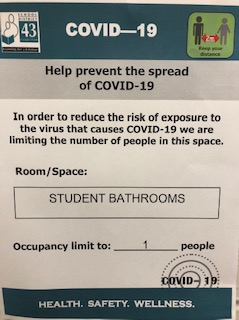 SCHOOL
DISTRICT
43
COVID—19
Keep your
distance
Help prevent the spread
of COVID-19
In order to reduce the risk of exposure to
the virus that causes COVID-19 we are
limiting the number of people in this space.
Room/Space:
STUDENT BATHROOMS
Occupancy limit to: 1 people
COVID- 19
HEALTH. SAFETY. WELLNESS.